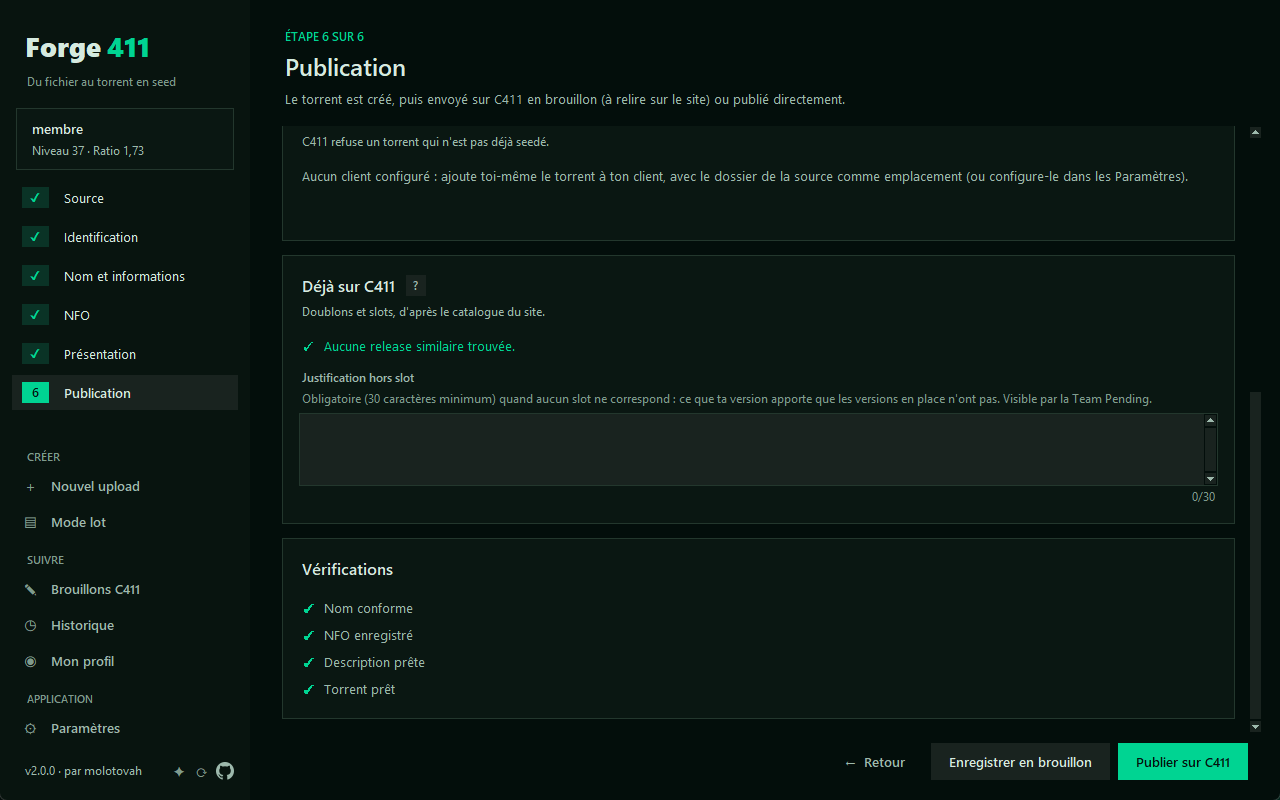 Forge 411
Du fichier au torrent en seed
membre
Niveau 37 · Ratio 1,73
✓ Source
✓ Identification
✓ Nom et informations
✓ NFO
✓ Présentation
6 Publication
CRÉER
+ Nouvel upload
Mode lot
SUIVRE
Brouillons C411
Historique
Mon profil
APPLICATION
Paramètres
v2.0.0 · par molotovah
ÉTAPE 6 SUR 6
Publication
Le torrent est créé, puis envoyé sur C411 en brouillon (à relire sur le site) ou publié directement.
C411 refuse un torrent qui n'est pas déjà seedé.
Aucun client configuré : ajoute toi-même le torrent à ton client, avec le dossier de la source comme emplacement (ou configure-le dans les Paramètres).
Déjà sur C411 ?
Doublons et slots, d'après le catalogue du site.
✓ Aucune release similaire trouvée.
Justification hors slot
Obligatoire (30 caractères minimum) quand aucun slot ne correspond : ce que ta version apporte que les versions en place n'ont pas. Visible par la Team Pending.
0/30
Vérifications
✓ Nom conforme
✓ NFO enregistré
✓ Description prête
✓ Torrent prêt
← Retour
Enregistrer en brouillon
Publier sur C411